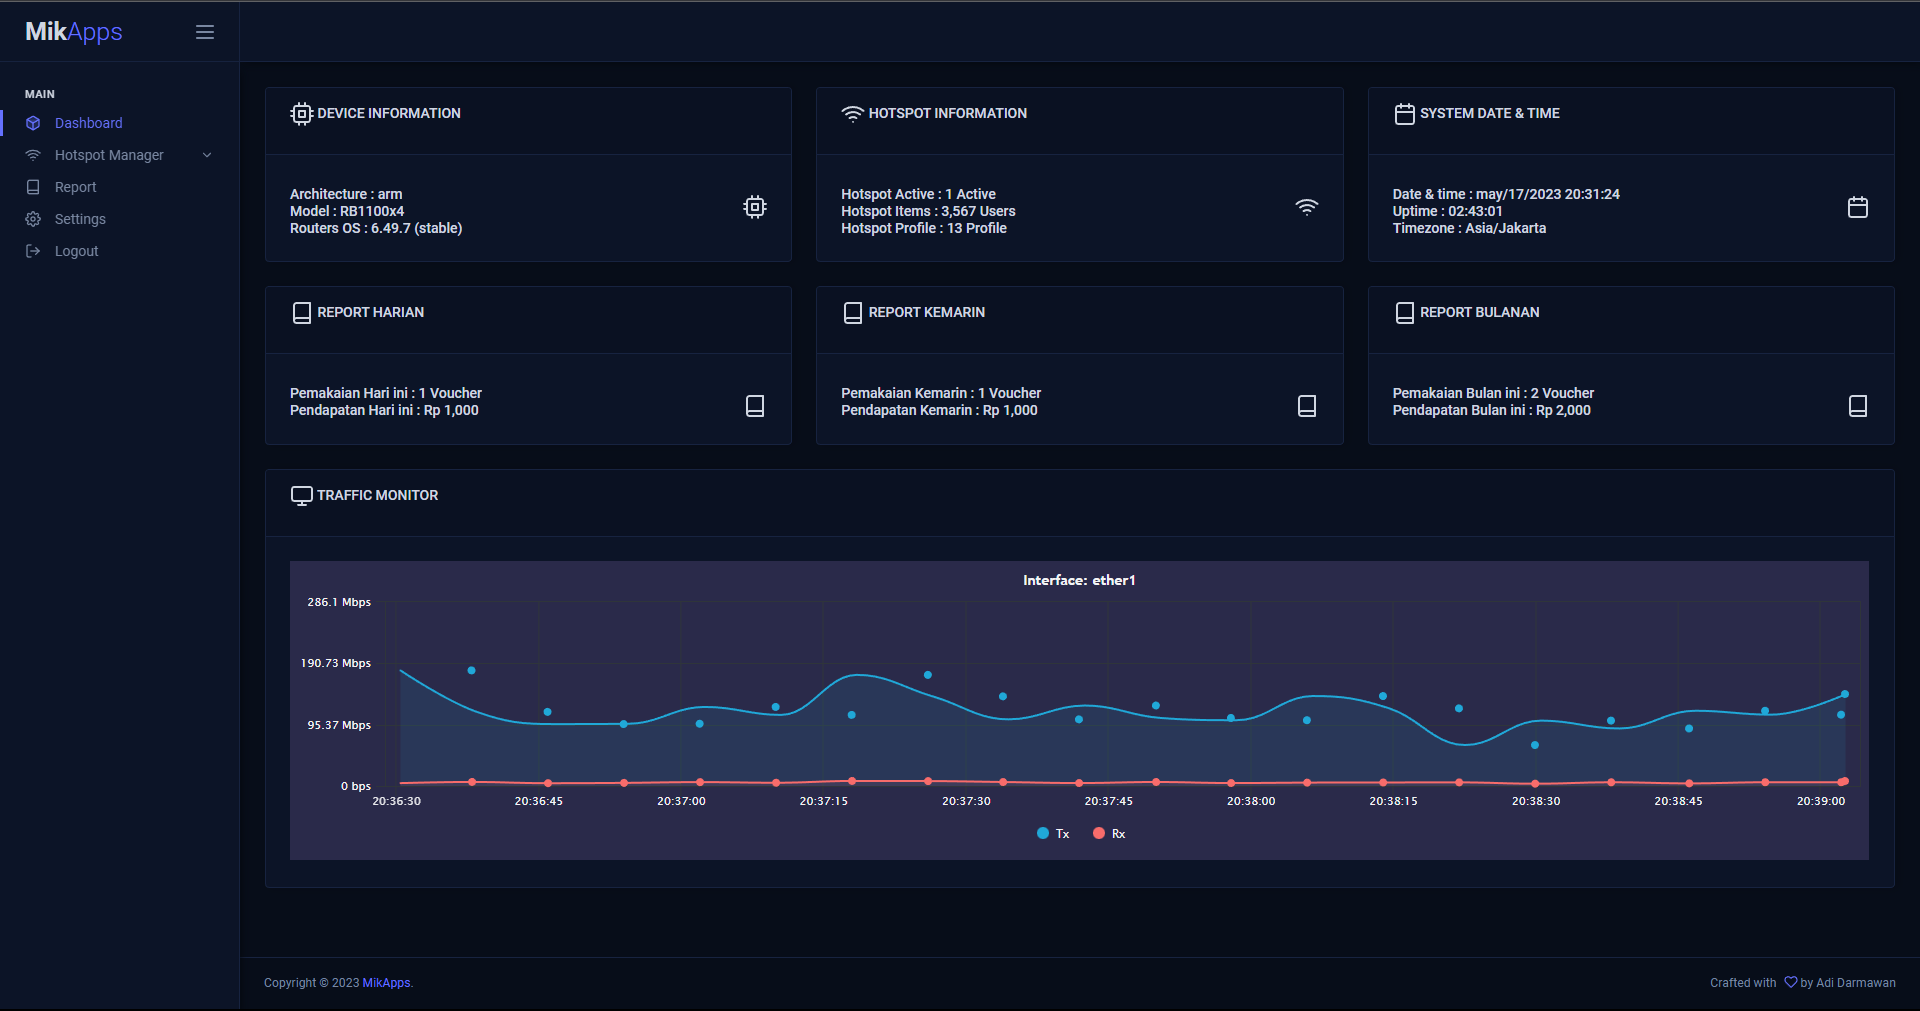 MikApps
MAIN
Dashboard
Hotspot Manager
Report
Settings
Logout
DEVICE INFORMATION
Architecture : arm
Model : RB1100x4
Routers OS : 6.49.7 (stable)
HOTSPOT INFORMATION
Hotspot Active : 1 Active
Hotspot Items : 3,567 Users
Hotspot Profile : 13 Profile
SYSTEM DATE & TIME
Date & time : may/17/2023 20:31:24
Uptime : 02:43:01
Timezone : Asia/Jakarta
REPORT HARIAN
Pemakaian Hari ini : 1 Voucher
Pendapatan Hari ini : Rp 1,000
REPORT KEMARIN
Pemakaian Kemarin : 1 Voucher
Pendapatan Kemarin : Rp 1,000
REPORT BULANAN
Pemakaian Bulan ini : 2 Voucher
Pendapatan Bulan ini : Rp 2,000
TRAFFIC MONITOR
Interface: ether1
286.1 Mbps
190.73 Mbps
95.37 Mbps
0 bps
20:36:30 20:36:45 20:37:00 20:37:15 20:37:30 20:37:45 20:38:00 20:38:15 20:38:30 20:38:45 20:39:00
Tx Rx
Copyright © 2023 MikApps.
Crafted with by Adi Darmawan